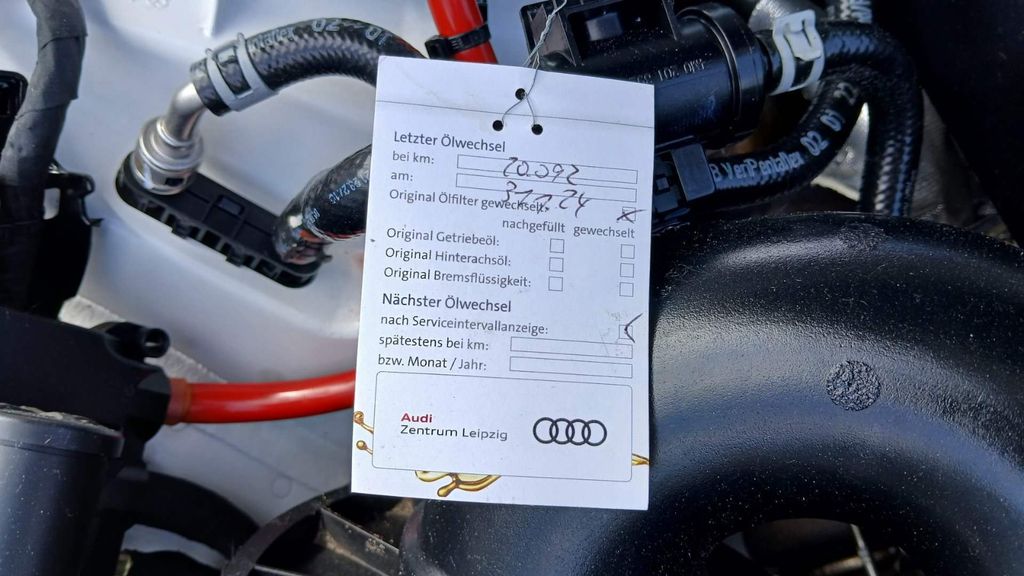 Letzter Ölwechsel
bei km: 20.392
am:
Original Ölfilter gewechselt:
nachgefüllt gewechselt
Original Getriebeöl:
Original Hinterachsöl:
Original Bremsflüssigkeit:
Nächster Ölwechsel
nach Serviceintervallanzeige:
spätestens bei km:
bzw. Monat / Jahr:
Audi
Zentrum Leipzig